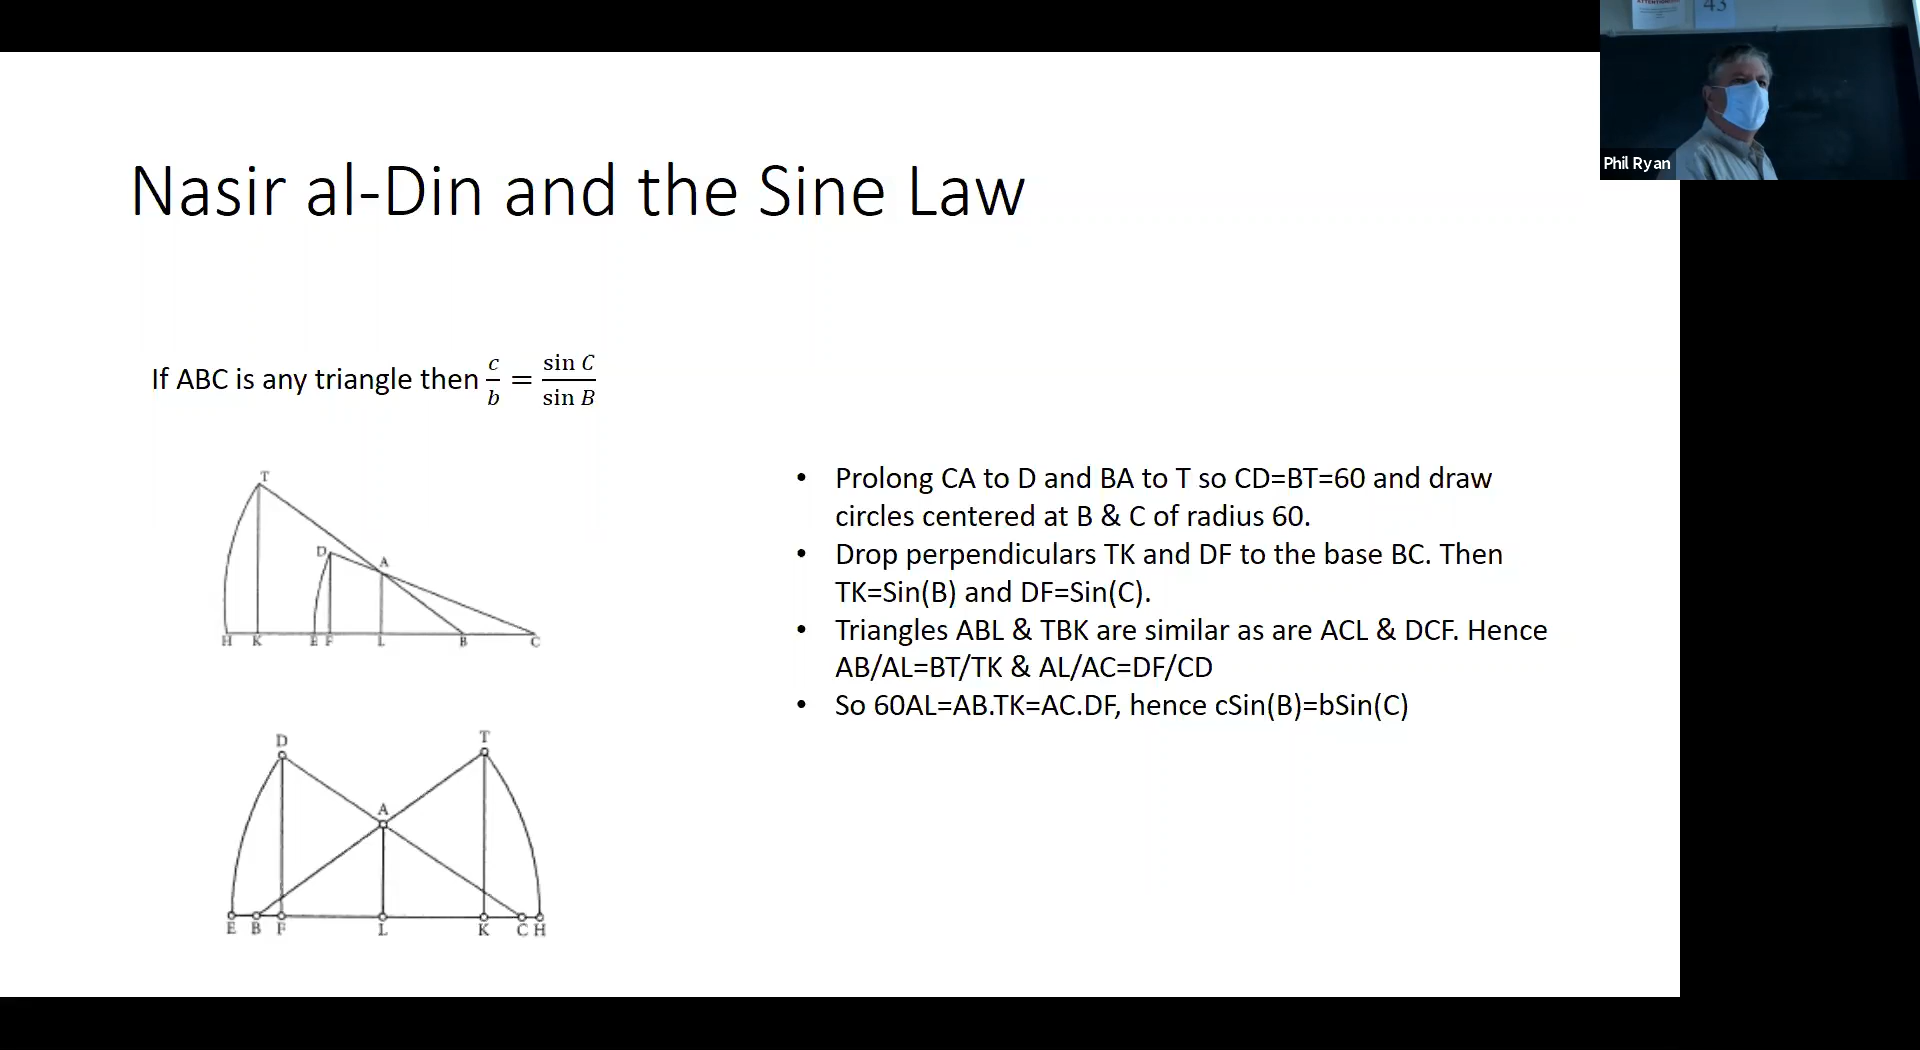 ATTENTION
43
Phil Ryan
Nasir al-Din and the Sine Law
If ABC is any triangle then c/b = sin C/sin B
T
D A
H K E F L B C
D T
A
E B F L K C H
• Prolong CA to D and BA to T so CD=BT=60 and draw
circles centered at B & C of radius 60.
• Drop perpendiculars TK and DF to the base BC. Then
TK=Sin(B) and DF=Sin(C).
• Triangles ABL & TBK are similar as are ACL & DCF. Hence
AB/AL=BT/TK & AL/AC=DF/CD
• So 60AL=AB.TK=AC.DF, hence cSin(B)=bSin(C)